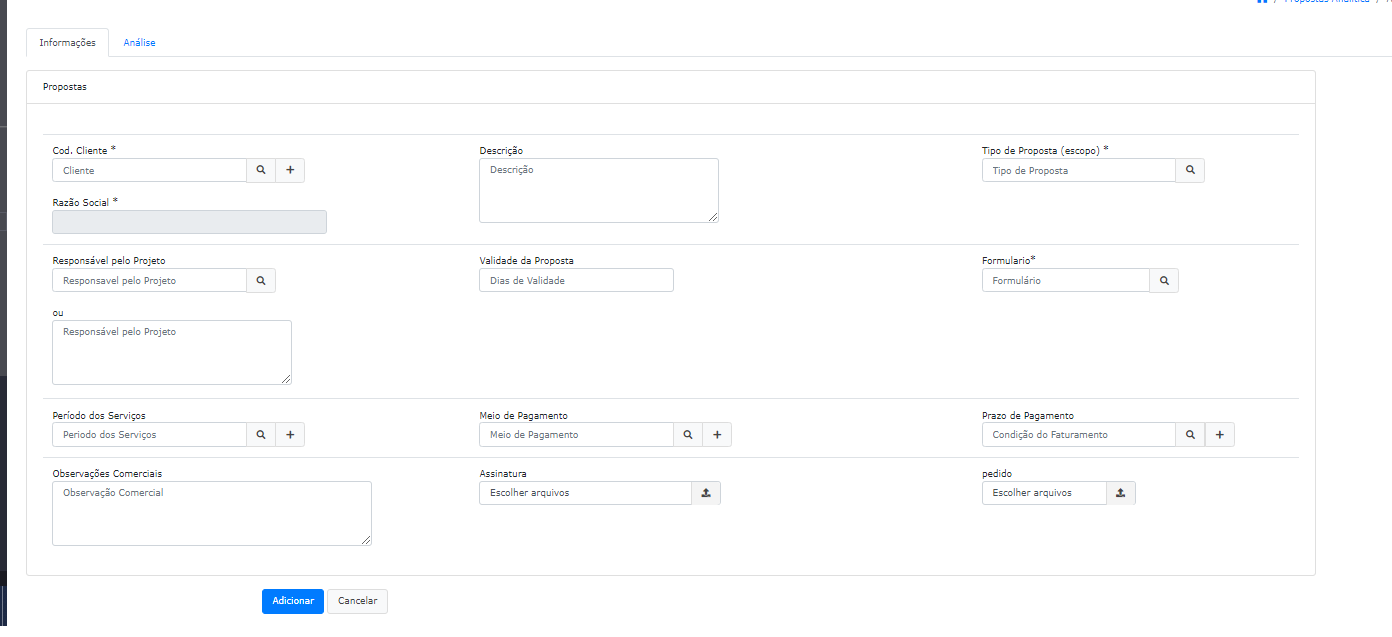 / Propostas Analítica /
Informações Análise
Propostas
Cod. Cliente * Descrição Tipo de Proposta (escopo) *
Cliente Descrição Tipo de Proposta
Razão Social *
Responsável pelo Projeto Validade da Proposta Formulario*
Responsavel pelo Projeto Dias de Validade Formulário
ou
Responsável pelo Projeto
Período dos Serviços Meio de Pagamento Prazo de Pagamento
Periodo dos Serviços Meio de Pagamento Condição do Faturamento
Observações Comerciais Assinatura pedido
Observação Comercial Escolher arquivos Escolher arquivos
Adicionar Cancelar